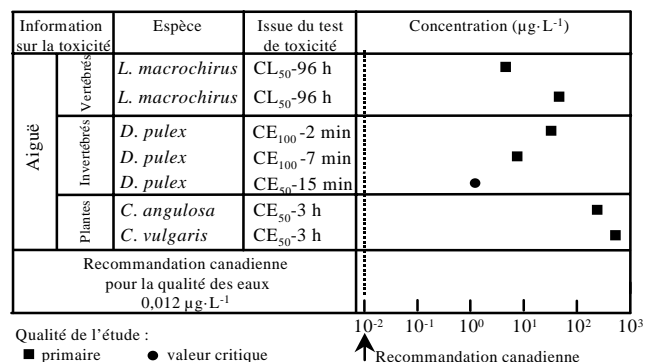 Information sur la toxicité
Espèce
Issue du test de toxicité
Concentration (µg·L⁻¹)
Aiguë
Vertébrés
L. macrochirus CL₅₀-96 h
L. macrochirus CL₅₀-96 h
Invertébrés
D. pulex CE₁₀₀-2 min
D. pulex CE₁₀₀-7 min
D. pulex CE₅₀-15 min
Plantes
C. angulosa CE₅₀-3 h
C. vulgaris CE₅₀-3 h
Recommandation canadienne
pour la qualité des eaux
0,012 µg·L⁻¹
10⁻² 10⁻¹ 10⁰ 10¹ 10² 10³
Qualité de l'étude :
■ primaire ● valeur critique
Recommandation canadienne